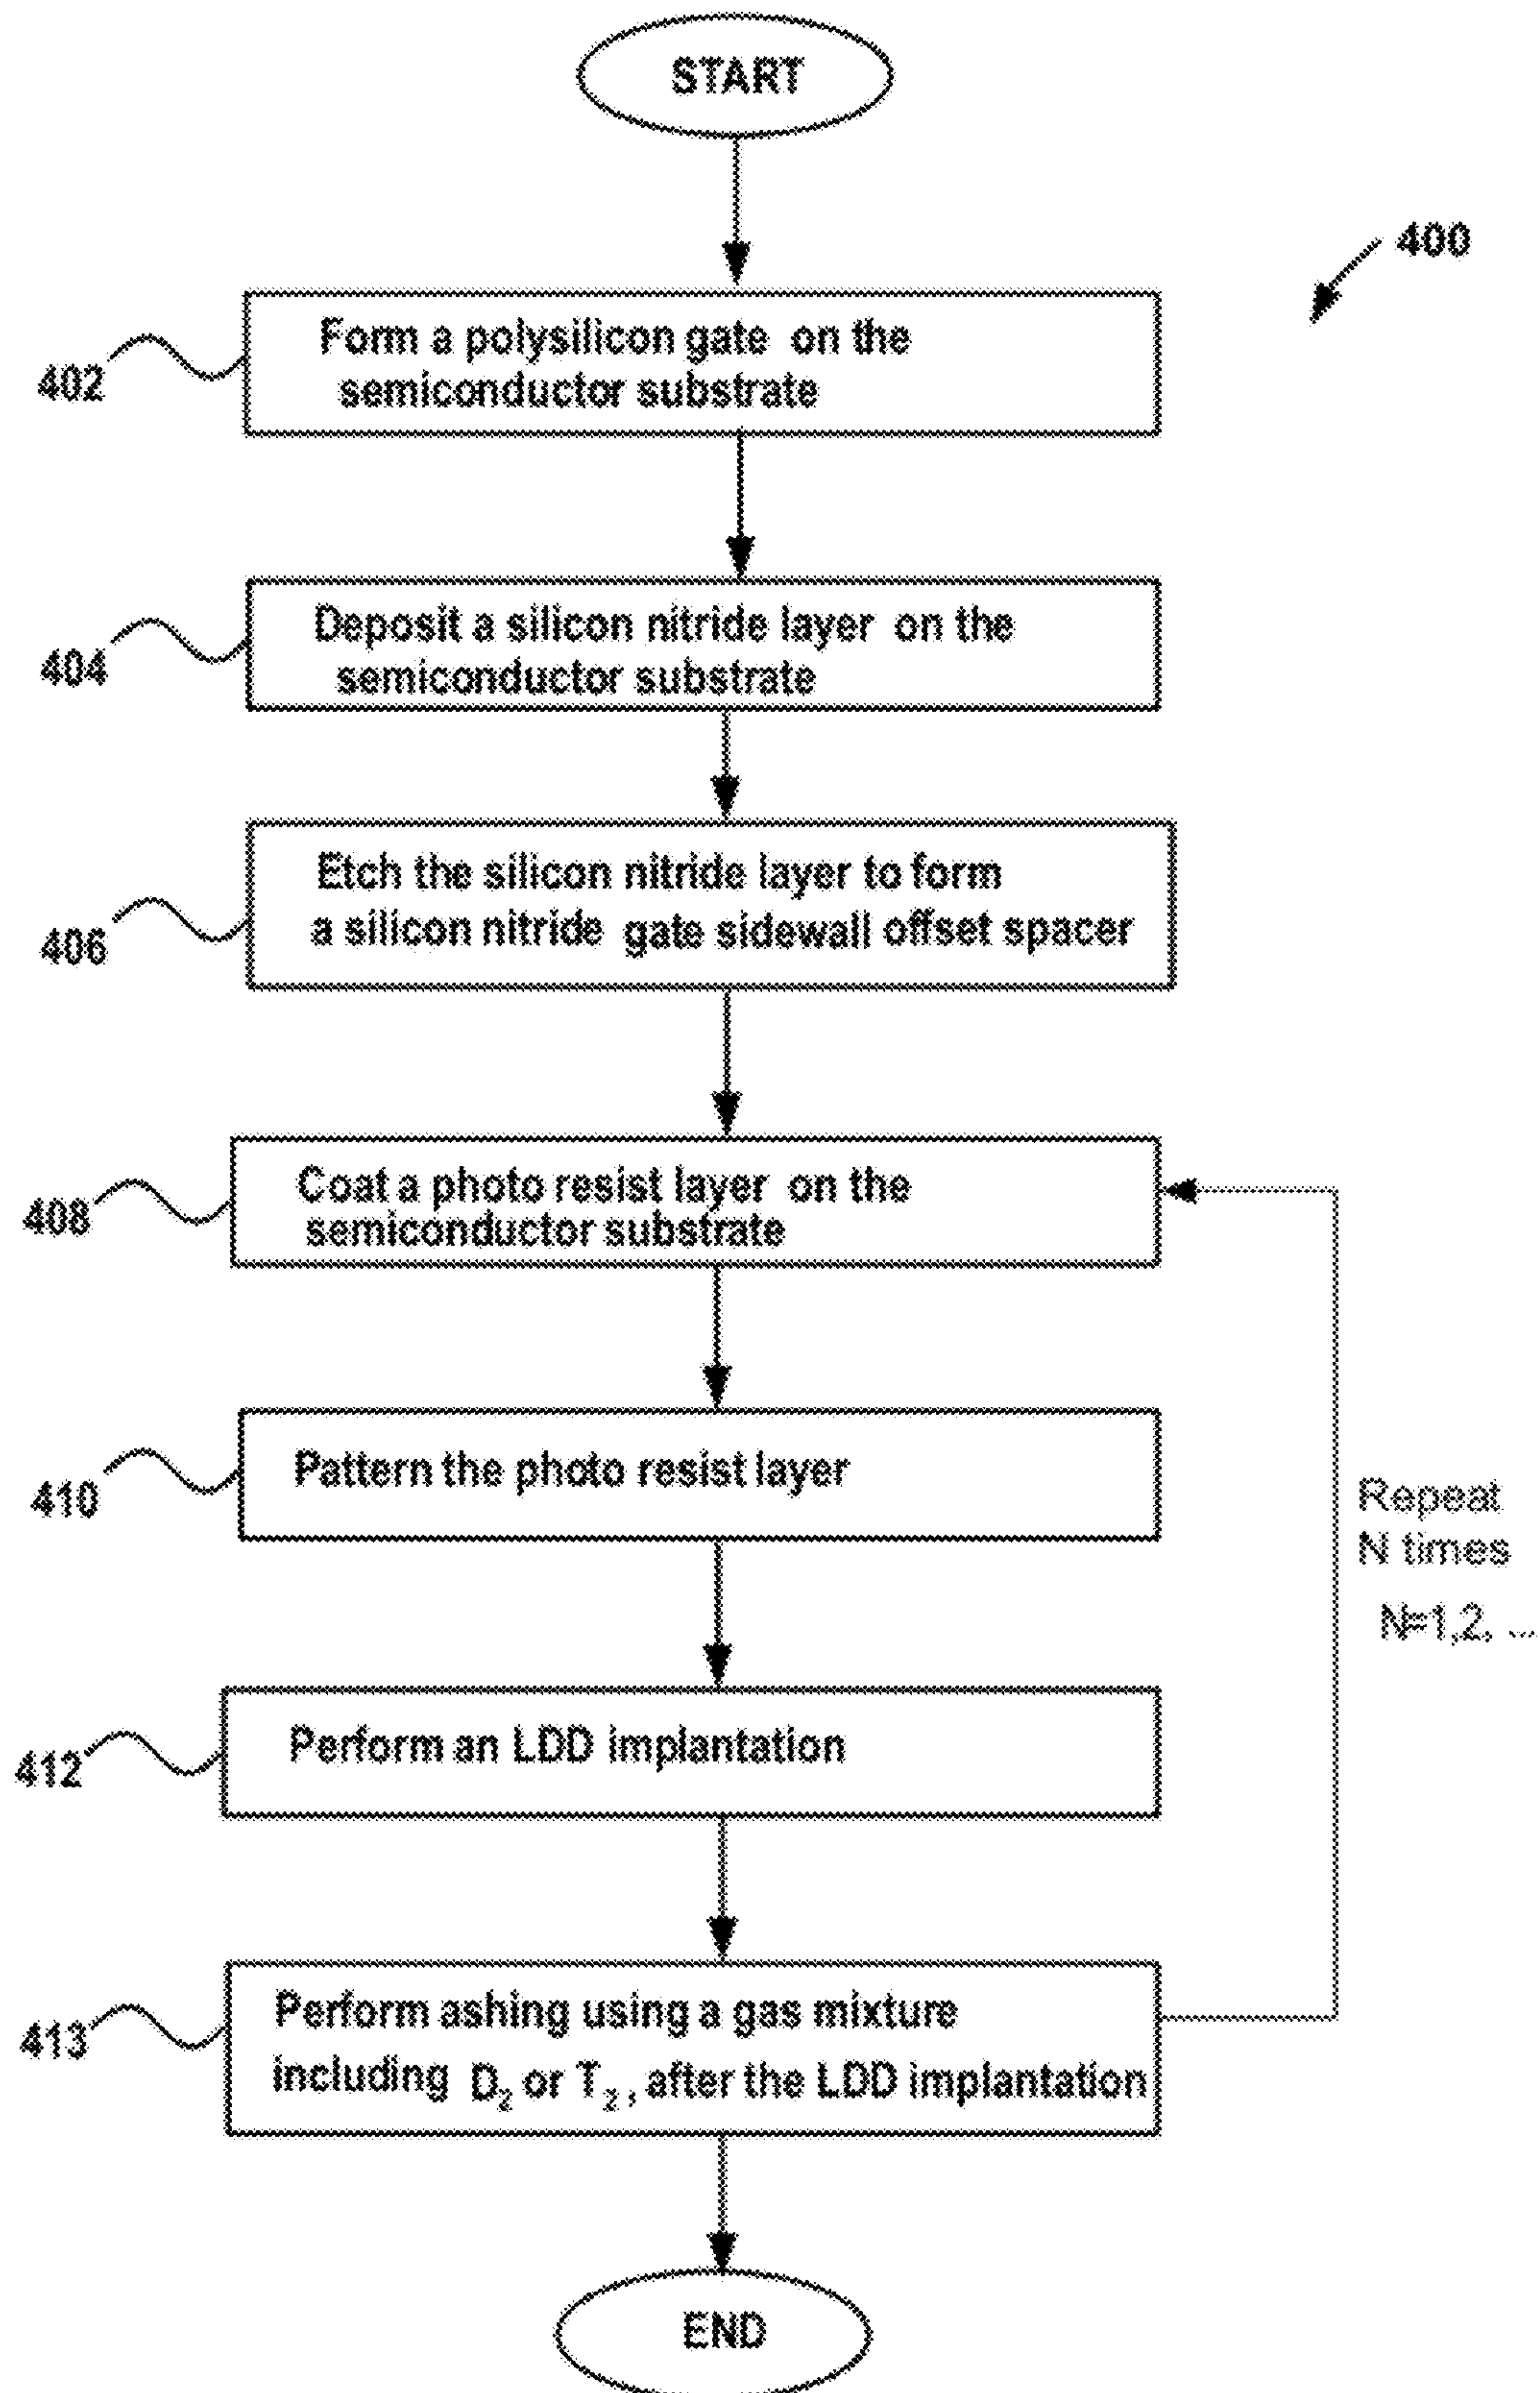 START
400
Form a polysilicon gate on the
semiconductor substrate
402
Deposit a silicon nitride layer on the
semiconductor substrate
404
Etch the silicon nitride layer to form
a silicon nitride gate sidewall offset spacer
406
Coat a photo resist layer on the
semiconductor substrate
408
Pattern the photo resist layer
410
Repeat
N times
N=1,2, ...
Perform an LDD implantation
412
Perform ashing using a gas mixture
including D₂ or T₂, after the LDD implantation
413
END